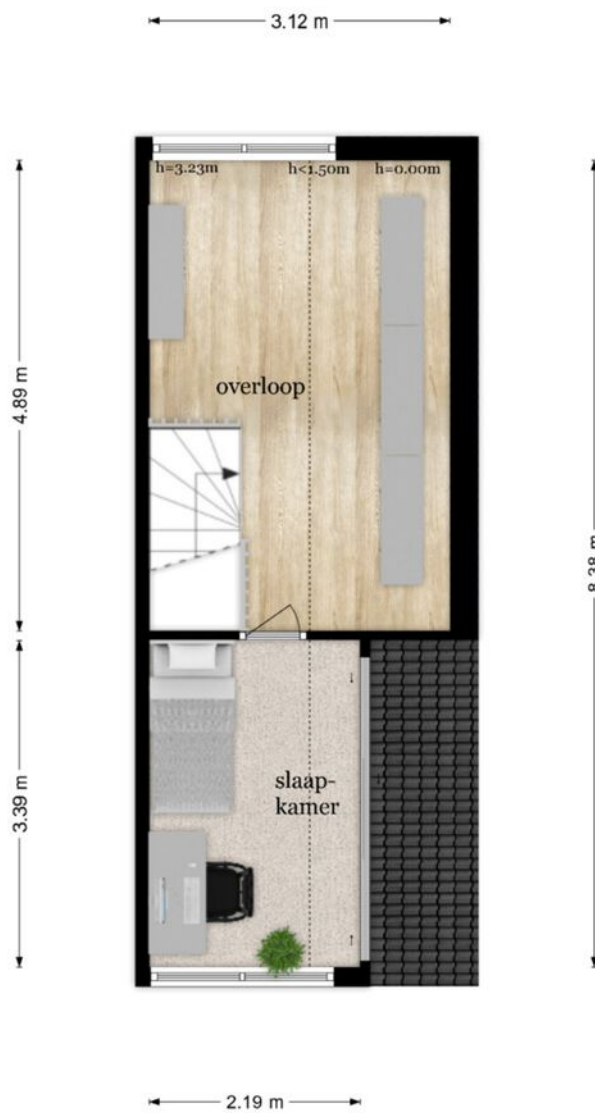 3.12 m
h=3.23m
h<1.50m
h=0.00m
4.89 m
overloop
8.38 m
3.39 m
slaap-
kamer
2.19 m